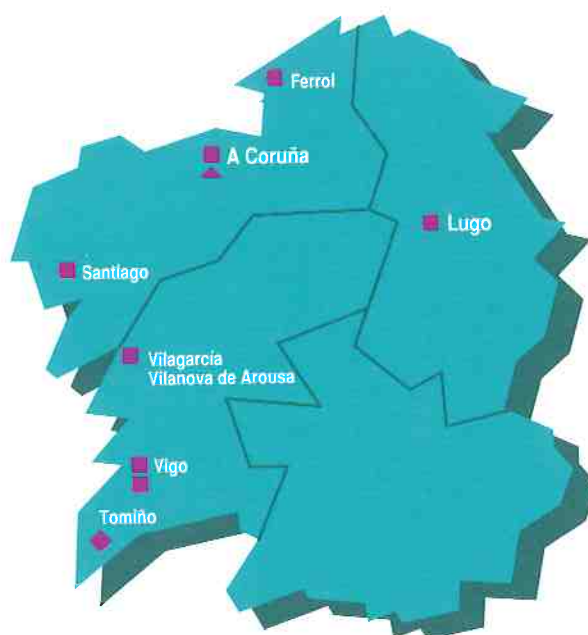 Ferrol
A Coruña
Lugo
Santiago
Vilagarcía
Vilanova de Arousa
Vigo
Tomiño